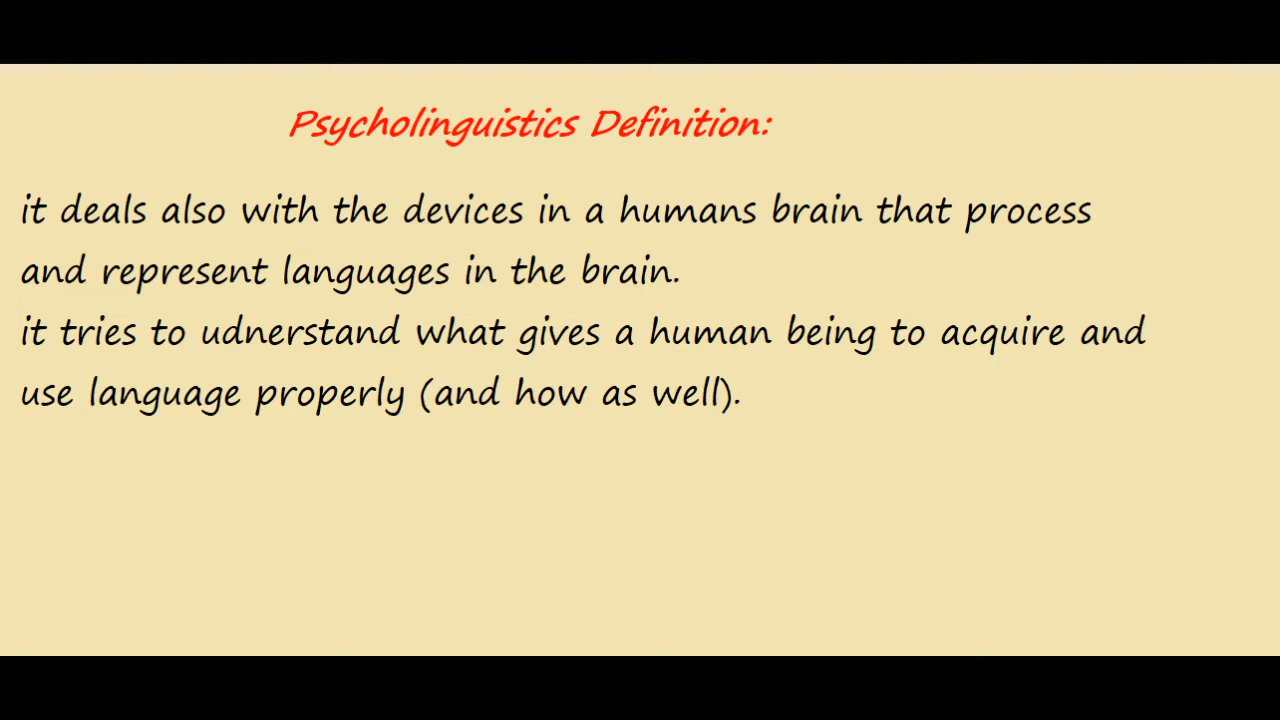 Psycholinguistics Definition:
it deals also with the devices in a humans brain that process
and represent languages in the brain.
it tries to udnerstand what gives a human being to acquire and
use language properly (and how as well).